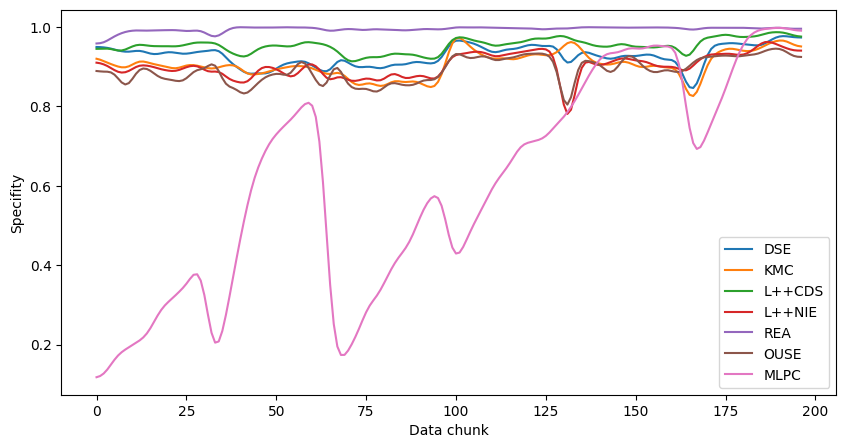 1.0
0.8
0.6
0.4
0.2
Specifity
0
25
50
75
100
125
150
175
200
Data chunk
DSE
KMC
L++CDS
L++NIE
REA
OUSE
MLPC